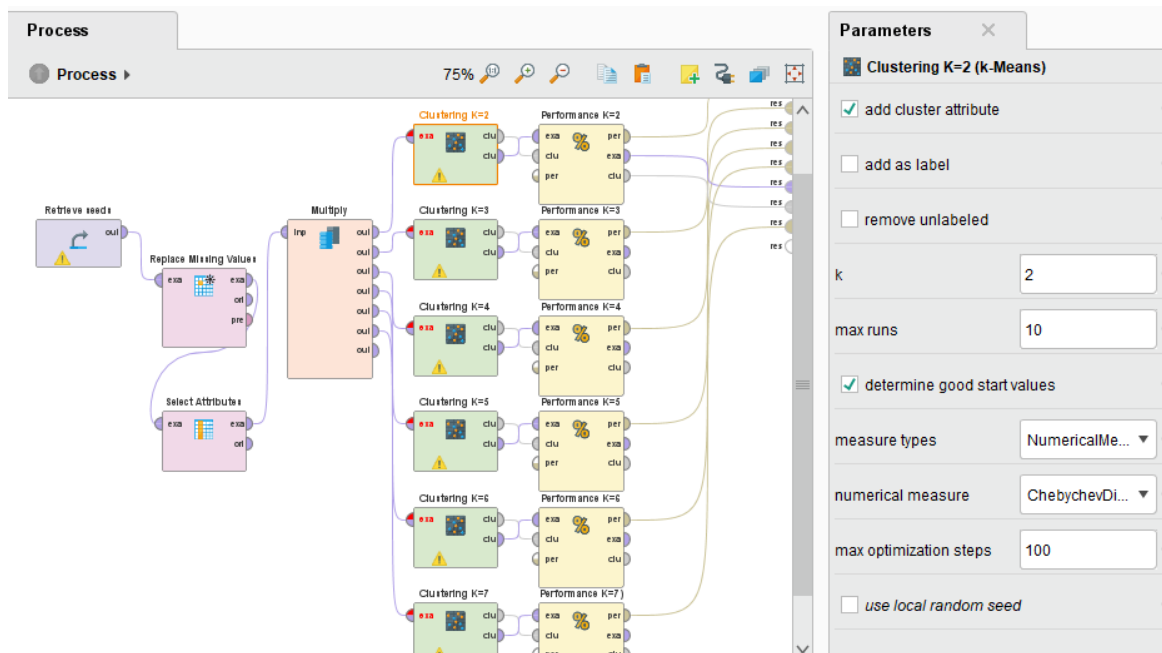 Process
Process
75%
Retrieve seeds
out
Replace Missing Values
exa
exa
ori
pre
Select Attributes
exa
exa
ori
Multiply
inp
out
out
out
out
out
out
out
Clustering K=2
exa
clu
clu
Performance K=2
exa
per
clu
exa
per
clu
Clustering K=3
exa
clu
clu
Performance K=3
exa
per
clu
exa
per
clu
Clustering K=4
exa
clu
clu
Performance K=4
exa
per
clu
exa
per
clu
Clustering K=5
exa
clu
clu
Performance K=5
exa
per
clu
exa
per
clu
Clustering K=6
exa
clu
clu
Performance K=6
exa
per
clu
exa
per
clu
Clustering K=7
exa
clu
clu
Performance K=7)
exa
per
clu
exa
res
res
res
res
res
res
res
res
Parameters
Clustering K=2 (k-Means)
add cluster attribute
add as label
remove unlabeled
k
2
max runs
10
determine good start values
measure types
NumericalMe...
numerical measure
ChebychevDi...
max optimization steps
100
use local random seed